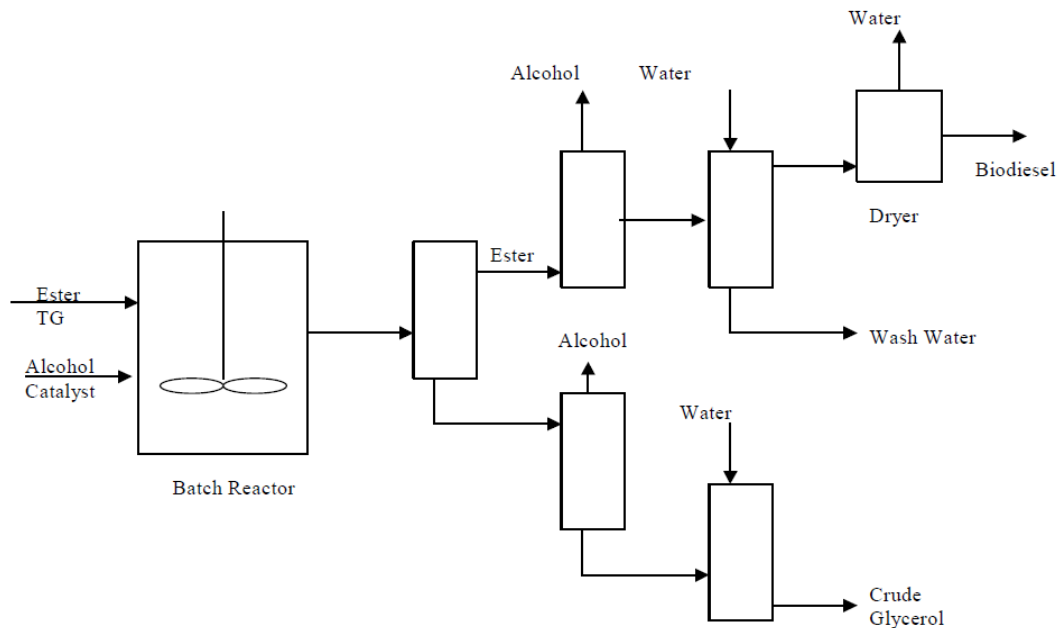 Water
Alcohol
Water
Biodiesel
Dryer
Ester
Ester
TG
Wash Water
Alcohol
Alcohol
Catalyst
Water
Batch Reactor
Crude
Glycerol